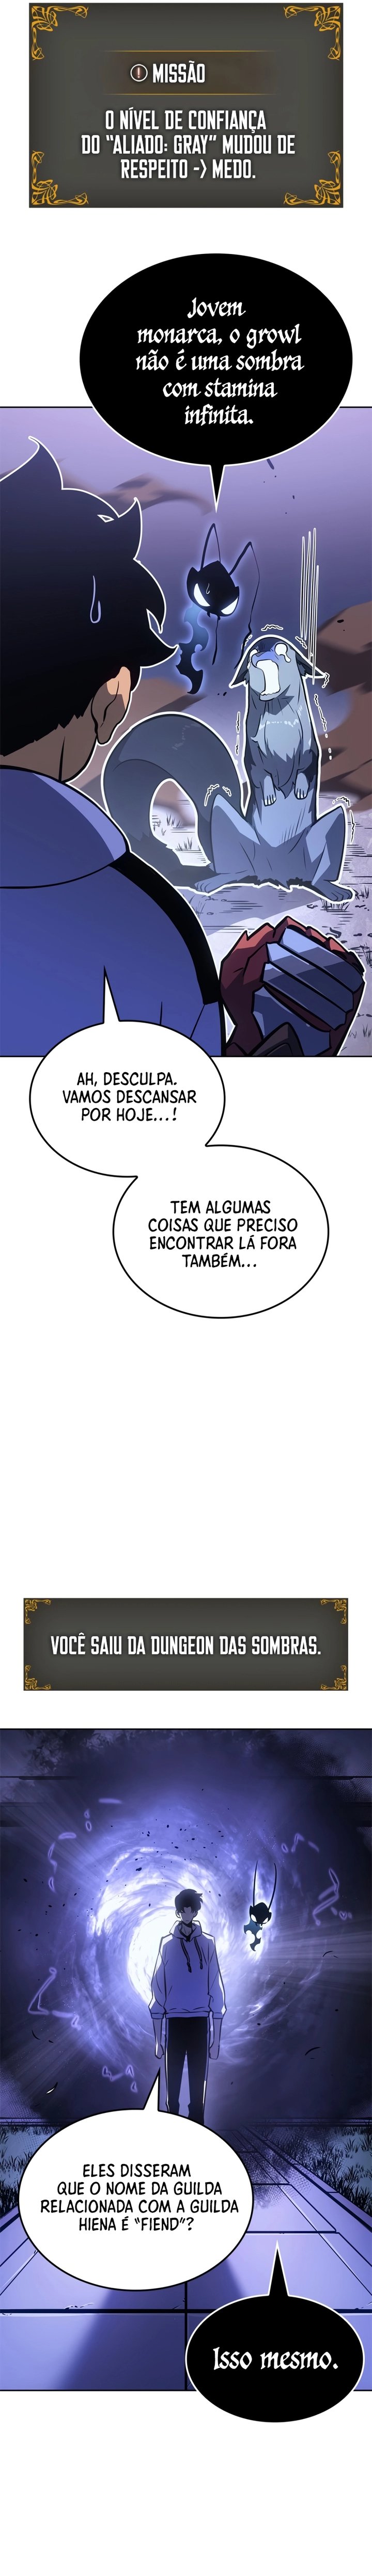 MISSÃO
O NÍVEL DE CONFIANÇA
DO “ALIADO: GRAY” MUDOU DE
RESPEITO -> MEDO.
Jovem
monarca, o growl
não é uma sombra
com stamina
infinita.
AH, DESCULPA.
VAMOS DESCANSAR
POR HOJE...!
TEM ALGUMAS
COISAS QUE PRECISO
ENCONTRAR LÁ FORA
TAMBÉM...
VOCÊ SAIU DA DUNGEON DAS SOMBRAS.
ELES DISSERAM
QUE O NOME DA GUILDA
RELACIONADA COM A GUILDA
HIENA É “FIEND”?
Isso mesmo.